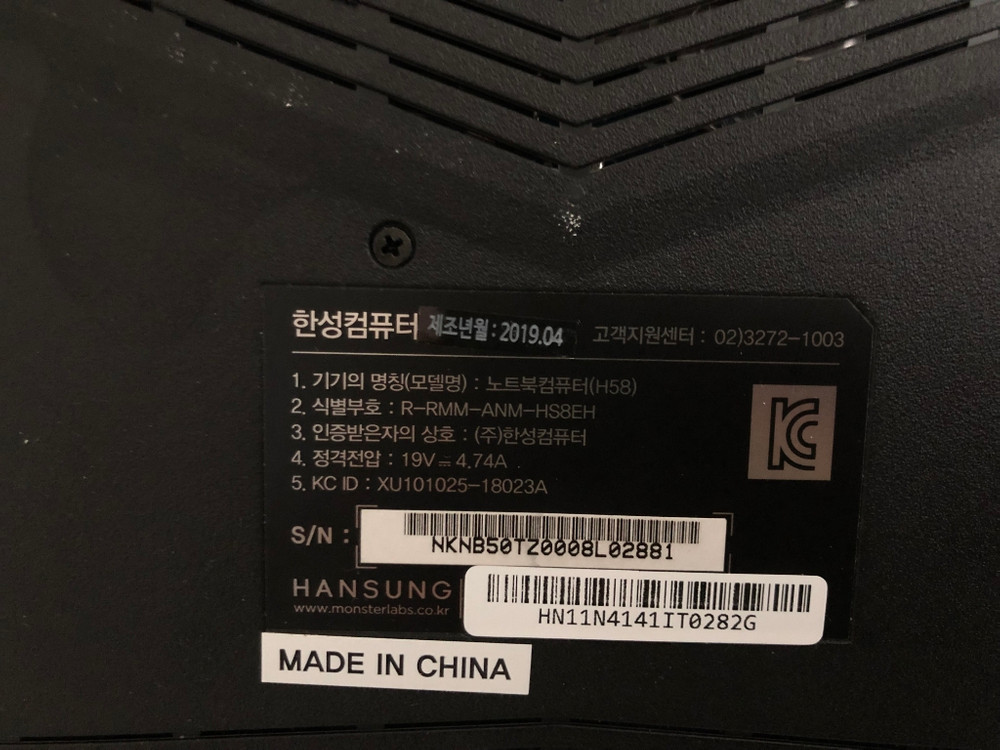 한성컴퓨터 제조년월 : 2019.04 고객지원센터 : 02)3272-1003
1. 기기의 명칭(모델명) : 노트북컴퓨터(H58)
2. 식별부호 : R-RMM-ANM-HS8EH
3. 인증받은자의 상호 : (주)한성컴퓨터
4. 정격전압 : 19V⎓4.74A
5. KC ID : XU101025-18023A
KC
S/N :
NKNB50TZ0008L02881
HANSUNG
www.monsterlabs.co.kr
HN11N4141IT0282G
MADE IN CHINA